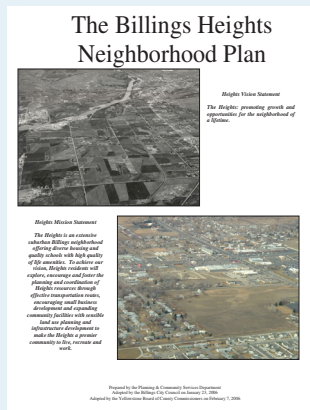 The Billings Heights
Neighborhood Plan
Heights Vision Statement
The Heights: promoting growth and
opportunities for the neighborhood of
a lifetime.
Heights Mission Statement
The Heights is an extensive
suburban Billings neighborhood
offering diverse housing and
quality schools with high quality
of life amenities. To achieve our
vision, Heights residents will
explore, encourage and foster the
planning and coordination of
Heights resources through
effective transportation routes,
encouraging small business
development and expanding
community facilities with sensible
land use planning and
infrastructure development to
make the Heights a premier
community to live, recreate and
work.
Prepared by the Planning & Community Services Department
Adopted by the Billings City Council on January 23, 2006
Adopted by the Yellowstone Board of County Commissioners on February 7, 2006